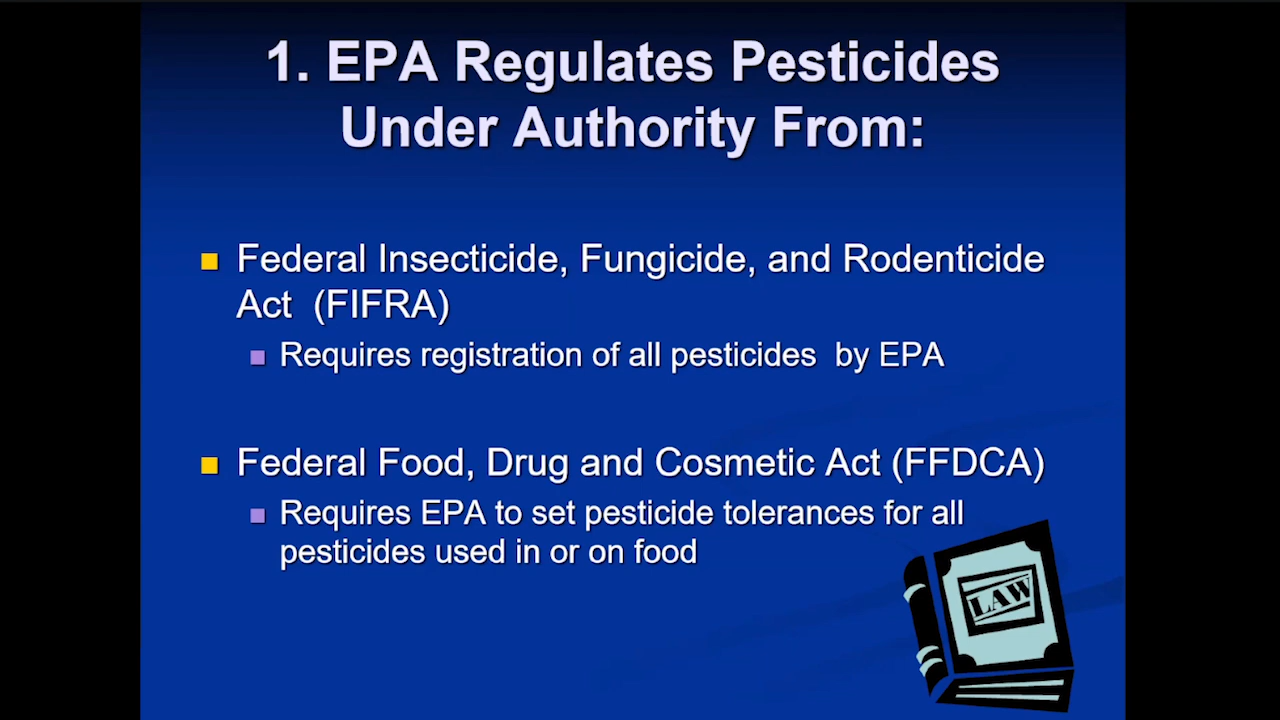 1. EPA Regulates Pesticides
Under Authority From:
Federal Insecticide, Fungicide, and Rodenticide
Act (FIFRA)
Requires registration of all pesticides by EPA
Federal Food, Drug and Cosmetic Act (FFDCA)
Requires EPA to set pesticide tolerances for all
pesticides used in or on food
LAW